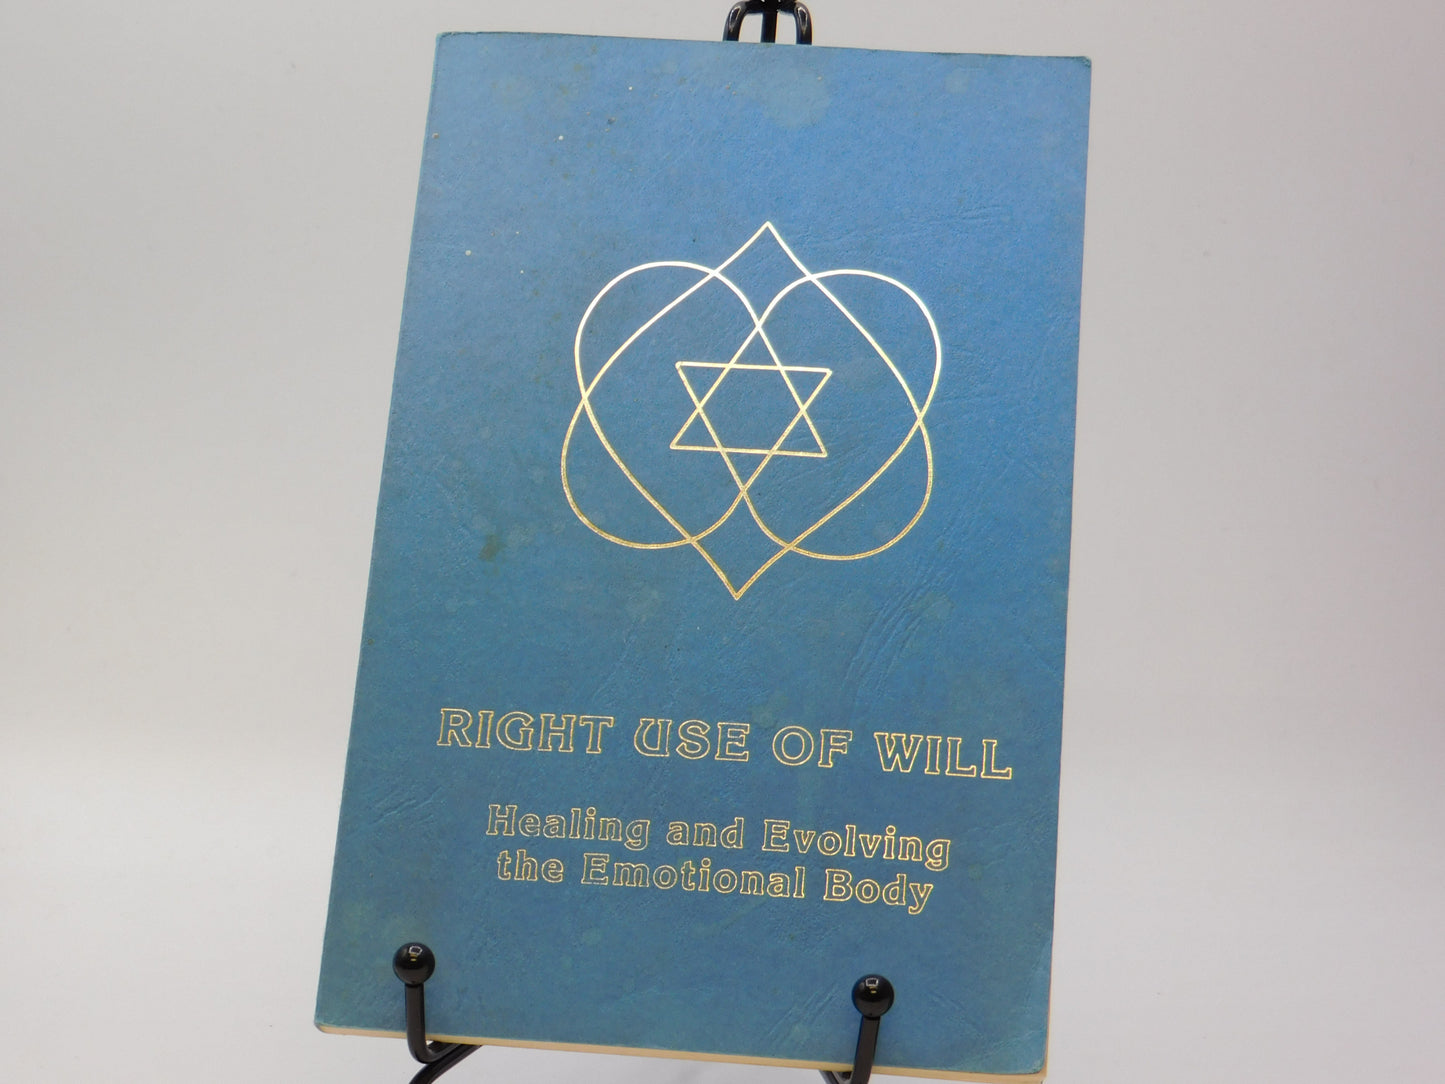 RIGHT USE OF WILL
Healing and Evolving
the Emotional Body